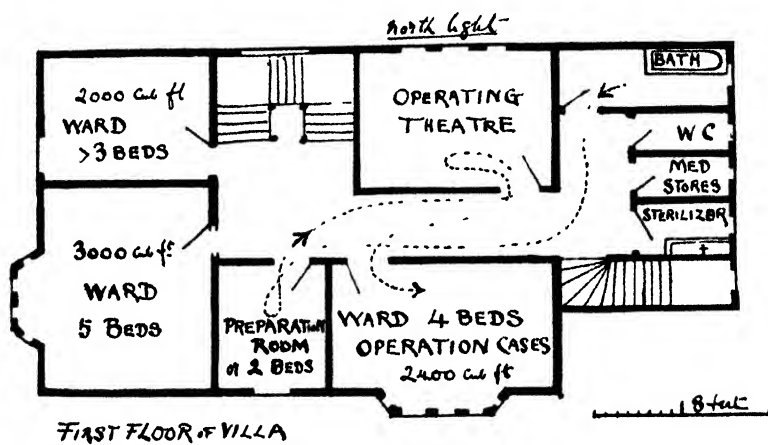 North light
2000 Cub ft
WARD
>3 BEDS
OPERATING
THEATRE
BATH
WC
MED
STORES
STERILIZER
3000 Cub ft
WARD
5 BEDS
PREPARATION
ROOM
or 2 BEDS
WARD 4 BEDS
OPERATION CASES
2400 Cub ft
18 feet
FIRST FLOOR OF VILLA